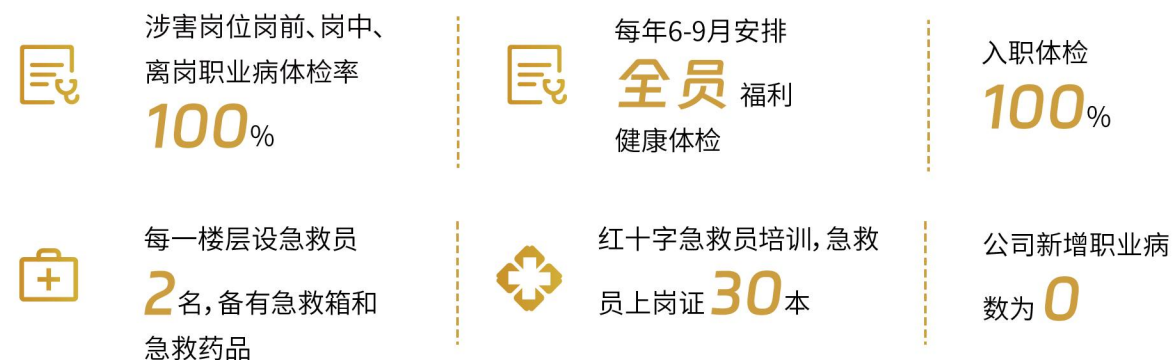 涉害岗位岗前、岗中、
离岗职业病体检率
100%
每年6-9月安排
全员 福利
健康体检
入职体检
100%
每一楼层设急救员
2名，备有急救箱和
急救药品
红十字急救员培训，急救
员上岗证30本
公司新增职业病
数为0